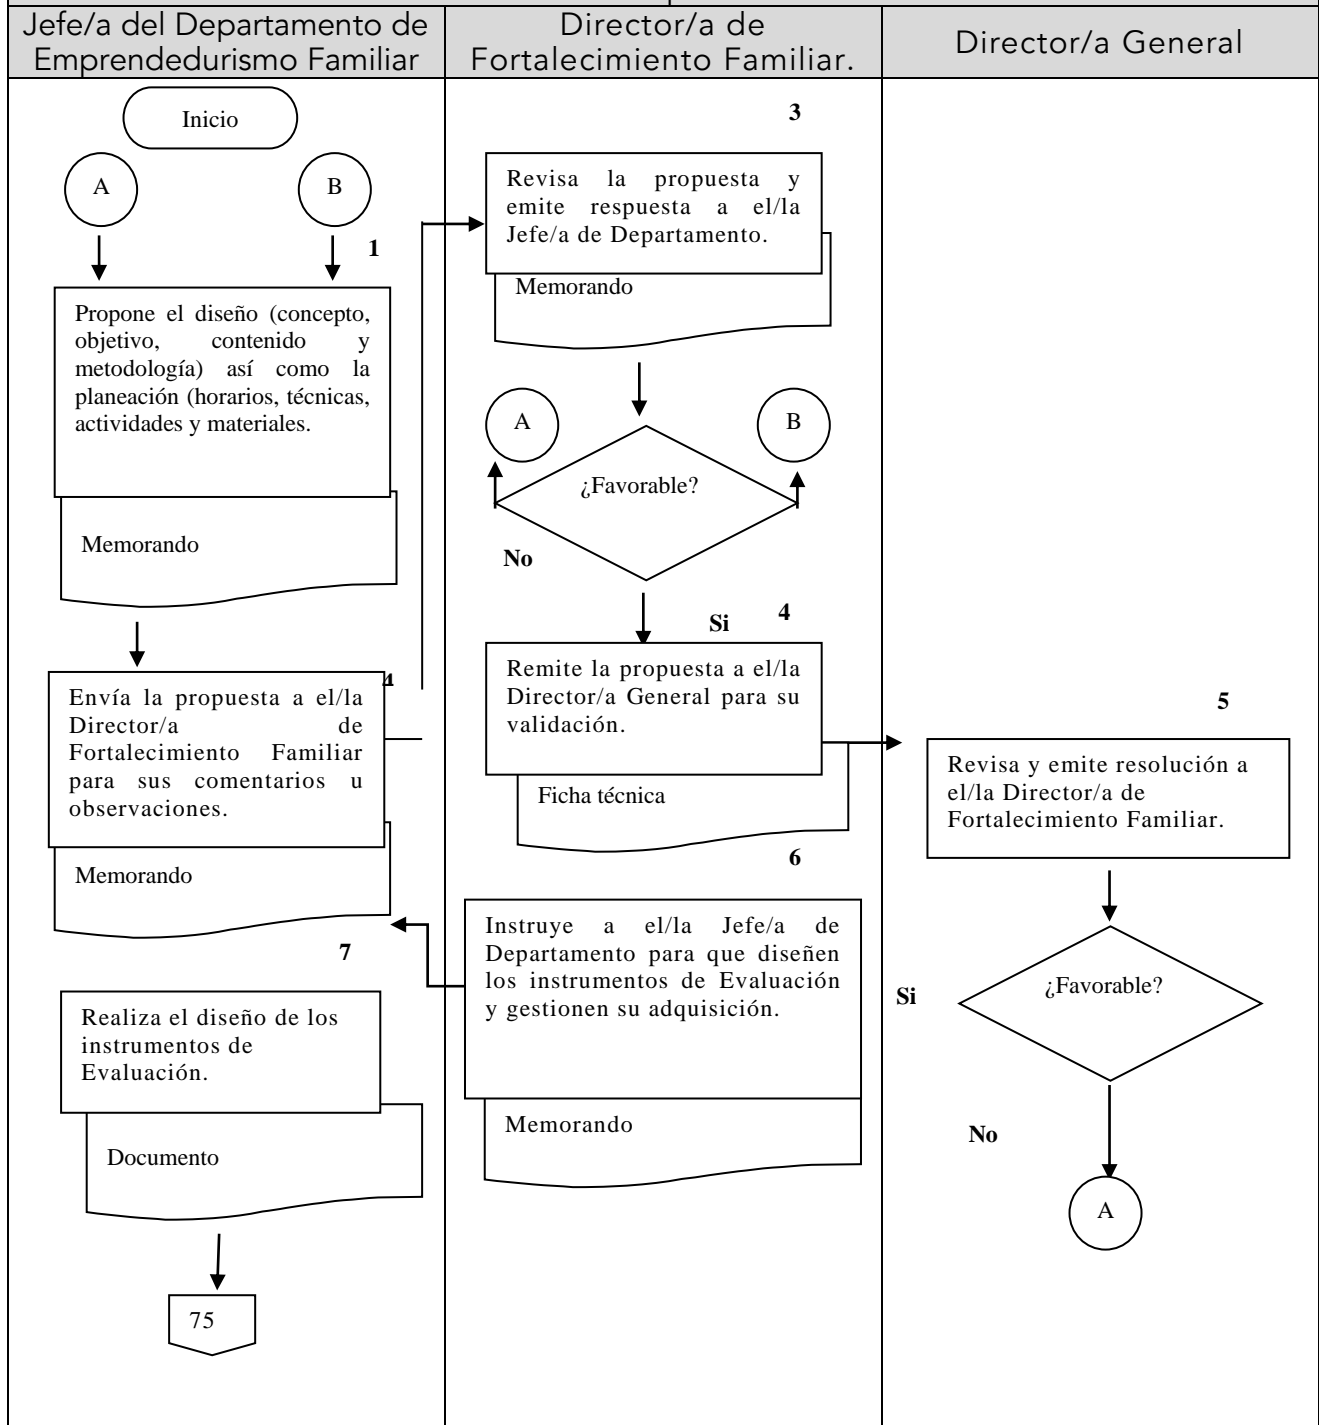 Jefe/a del Departamento de
Emprendedurismo Familiar
Director/a de
Fortalecimiento Familiar.
Director/a General
Inicio
A
B
1
Propone el diseño (concepto,
objetivo, contenido y
metodología) así como la
planeación (horarios, técnicas,
actividades y materiales.
Memorando
4
Envía la propuesta a el/la
Director/a de
Fortalecimiento Familiar
para sus comentarios u
observaciones.
Memorando
7
Realiza el diseño de los
instrumentos de
Evaluación.
Documento
75
3
Revisa la propuesta y
emite respuesta a el/la
Jefe/a de Departamento.
Memorando
A
B
¿Favorable?
No
Si
4
Remite la propuesta a el/la
Director/a General para su
validación.
Ficha técnica
6
Instruye a el/la Jefe/a de
Departamento para que diseñen
los instrumentos de Evaluación
y gestionen su adquisición.
Memorando
5
Revisa y emite resolución a
el/la Director/a de
Fortalecimiento Familiar.
Si
¿Favorable?
No
A